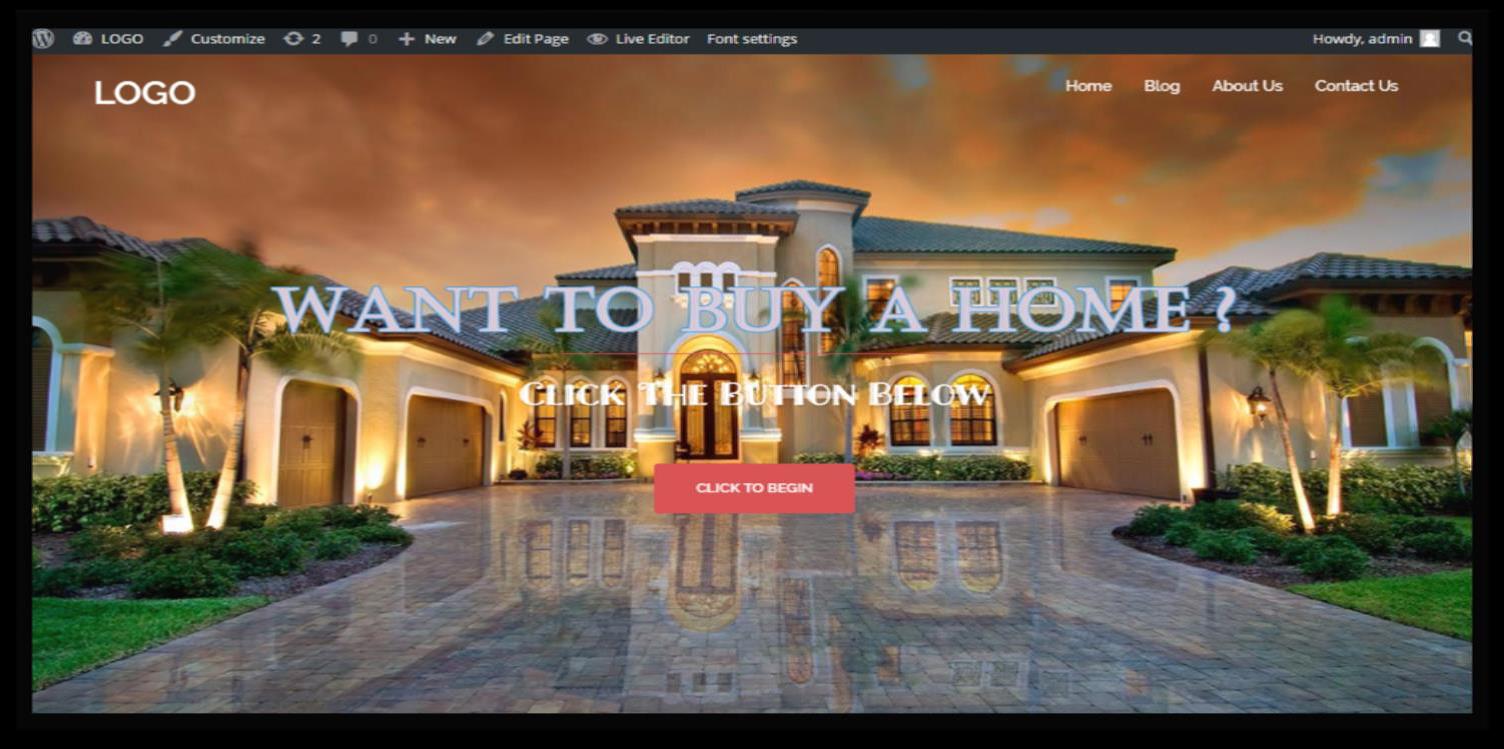 LOGO Customize 2 0 New Edit Page Live Editor Font settings Howdy, admin
LOGO Home Blog About Us Contact Us
WANT TO BUY A HOME ?
CLICK THE BUTTON BELOW
CLICK TO BEGIN